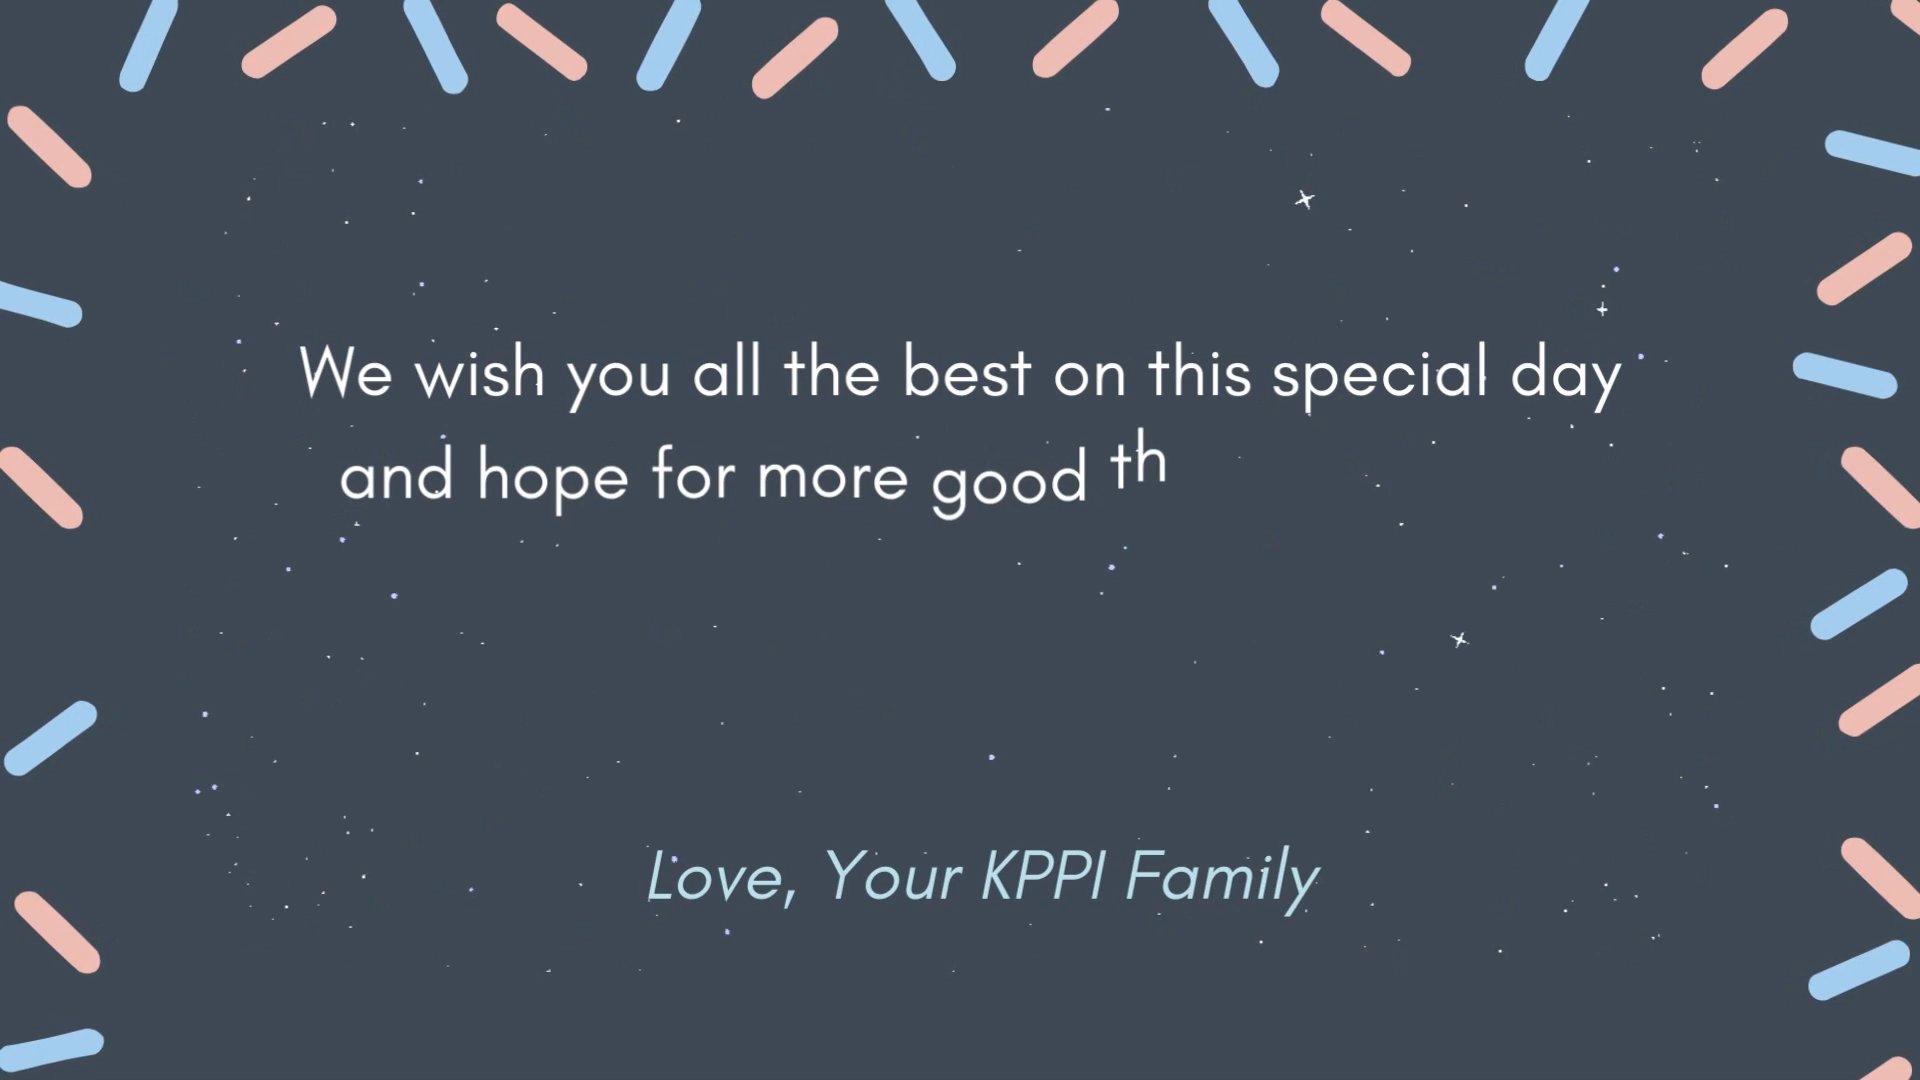 We wish you all the best on this special day
and hope for more good th
Love, Your KPPI Family